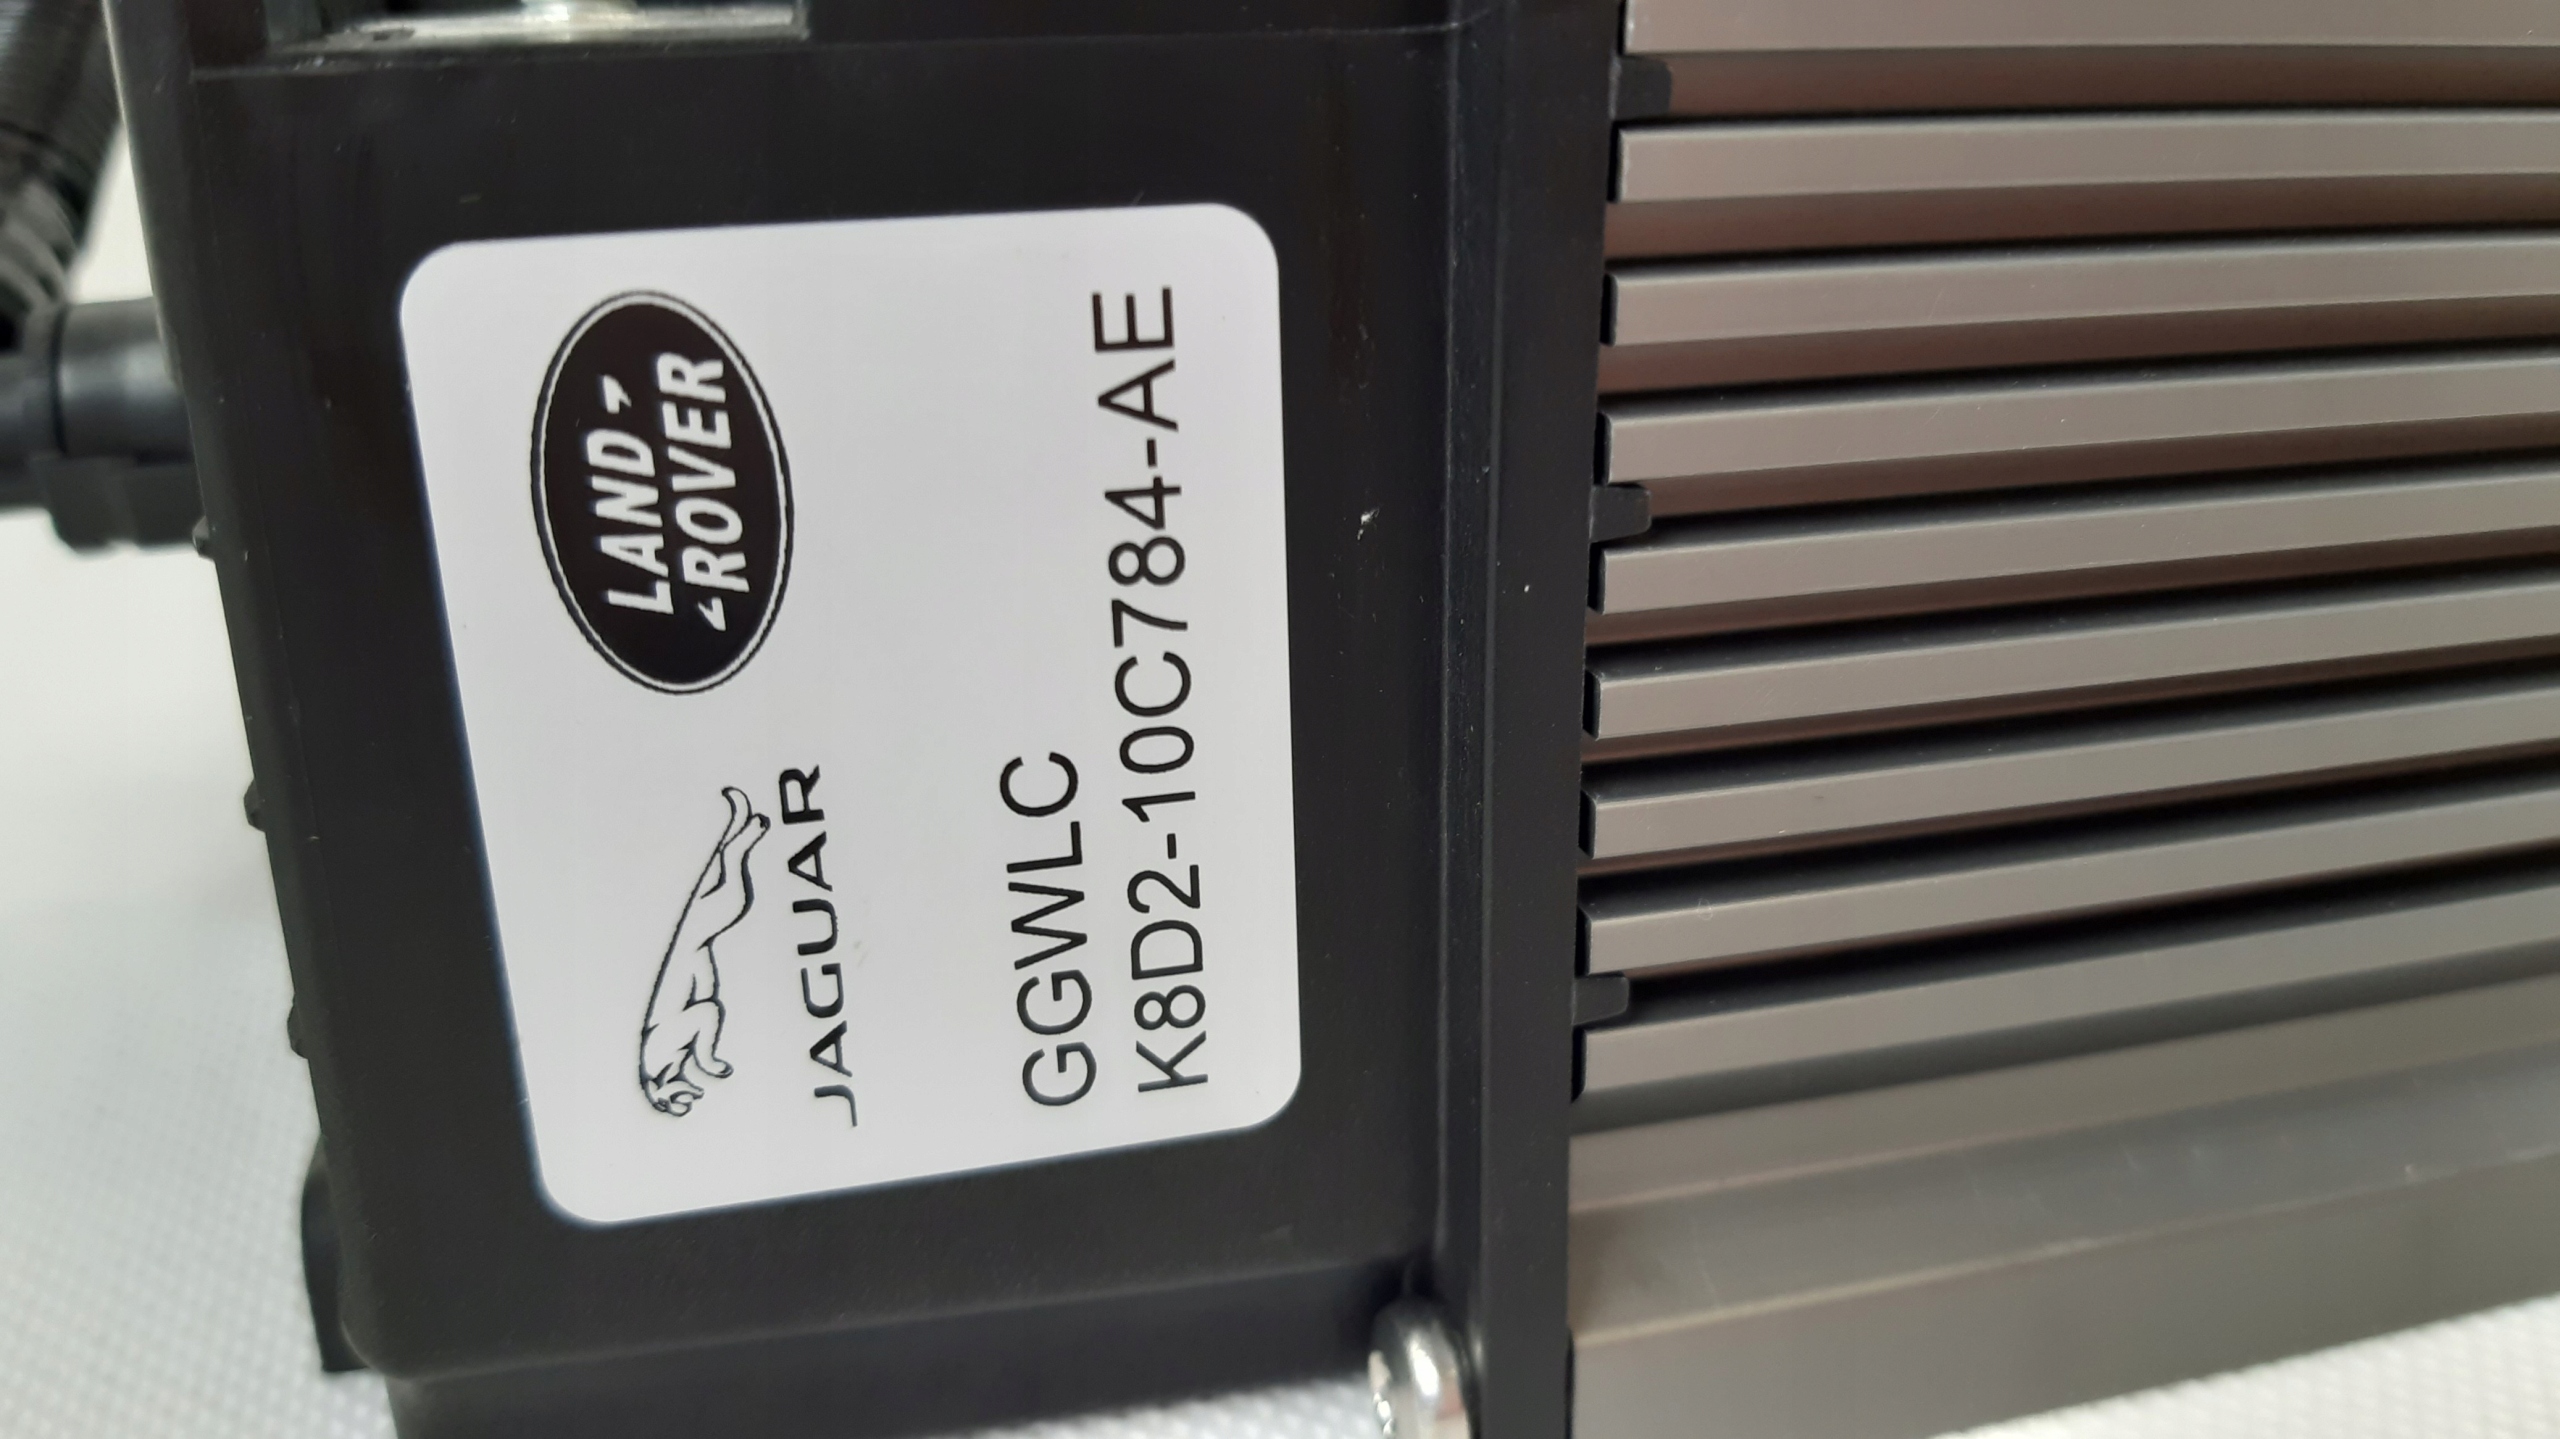 JAGUAR
LAND
ROVER
GGWLC
K8D2-10C784-AE